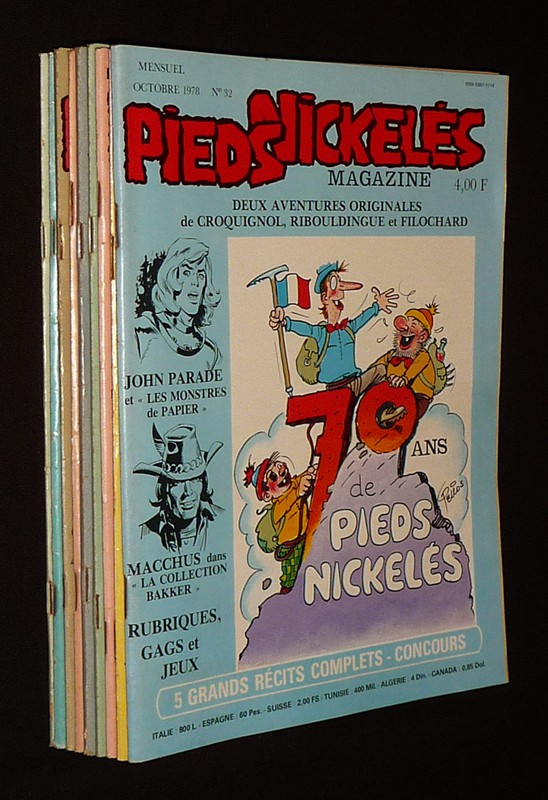 MENSUEL
OCTOBRE 1978 N° 32
PIEDS NICKELÉS
MAGAZINE
4,00 F
DEUX AVENTURES ORIGINALES
de CROQUIGNOL, RIBOULDINGUE et FILOCHARD
JOHN PARADE
et « LES MONSTRES
de PAPIER »
MACCHUS dans
« LA COLLECTION
BAKKER »
RUBRIQUES,
GAGS et
JEUX
70
ANS
de
PIEDS
NICKELÉS
Pellos
5 GRANDS RÉCITS COMPLETS - CONCOURS
ITALIE : 800 L. - ESPAGNE : 60 Pes. - SUISSE : 2,00 FS - TUNISIE : 400 Mil. - ALGERIE : 4 Din. - CANADA : 0,85 Dol.